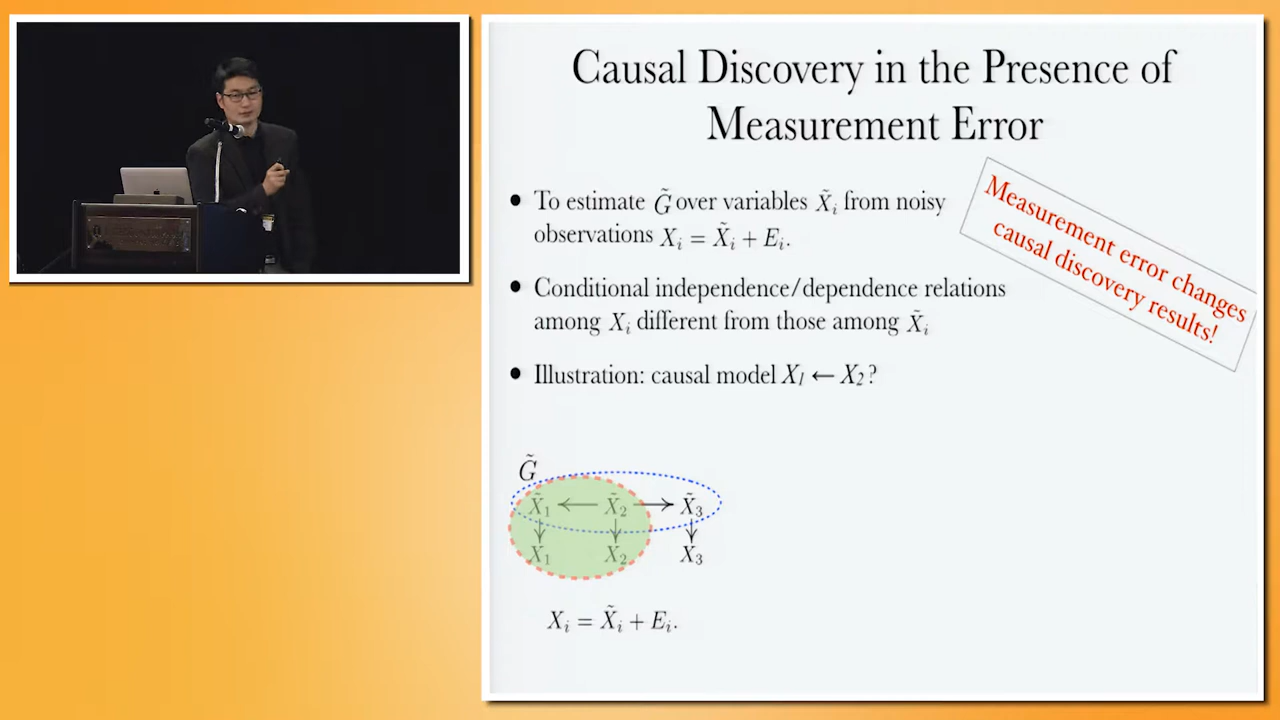 Causal Discovery in the Presence of
Measurement Error
• To estimate G̃ over variables X̃ᵢ from noisy
observations Xᵢ = X̃ᵢ + Eᵢ.
• Conditional independence/dependence relations
among Xᵢ different from those among X̃ᵢ
• Illustration: causal model X₁ ← X₂?
Measurement error changes
causal discovery results!
G̃
X̃₁ ← X̃₂ → X̃₃
↓ ↓ ↓
X₁ X₂ X₃
Xᵢ = X̃ᵢ + Eᵢ.